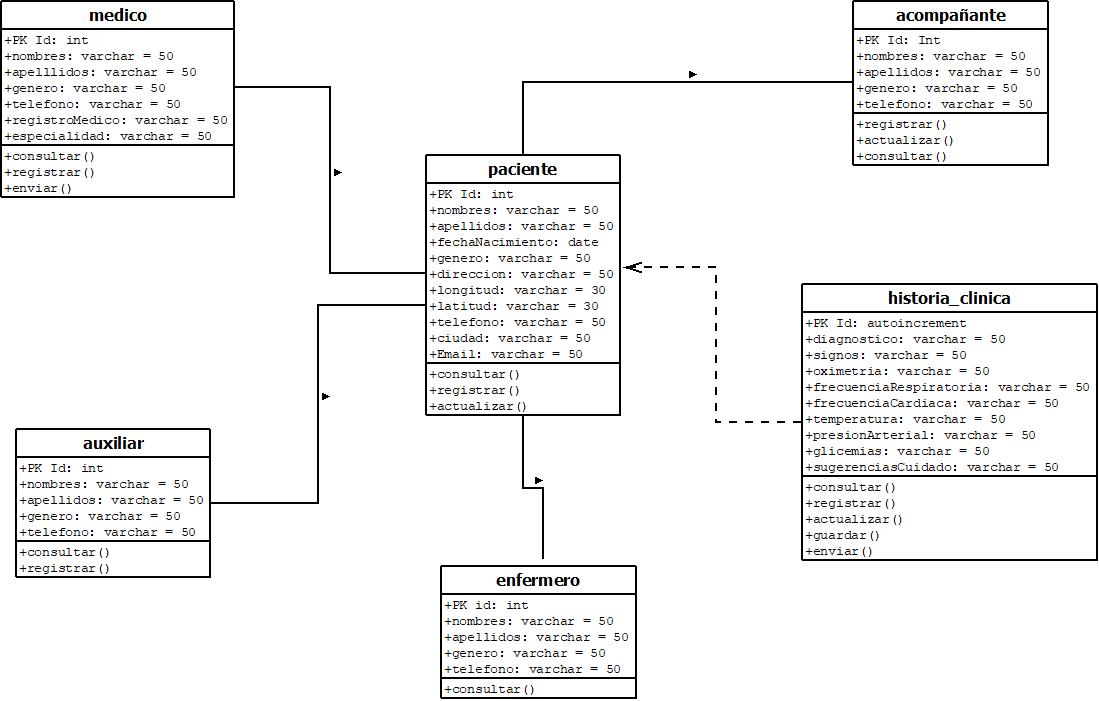 medico
+PK Id: int
+nombres: varchar = 50
+apelllidos: varchar = 50
+genero: varchar = 50
+telefono: varchar = 50
+registroMedico: varchar = 50
+especialidad: varchar = 50
+consultar()
+registrar()
+enviar()
acompañante
+PK Id: Int
+nombres: varchar = 50
+apellidos: varchar = 50
+genero: varchar = 50
+telefono: varchar = 50
+registrar()
+actualizar()
+consultar()
paciente
+PK Id: int
+nombres: varchar = 50
+apellidos: varchar = 50
+fechaNacimiento: date
+genero: varchar = 50
+direccion: varchar = 50
+longitud: varchar = 30
+latitud: varchar = 30
+telefono: varchar = 50
+ciudad: varchar = 50
+Email: varchar = 50
+consultar()
+registrar()
+actualizar()
historia_clinica
+PK Id: autoincrement
+diagnostico: varchar = 50
+signos: varchar = 50
+oximetria: varchar = 50
+frecuenciaRespiratoria: varchar = 50
+frecuenciaCardiaca: varchar = 50
+temperatura: varchar = 50
+presionArterial: varchar = 50
+glicemias: varchar = 50
+sugerenciasCuidado: varchar = 50
+consultar()
+registrar()
+actualizar()
+guardar()
+enviar()
auxiliar
+PK Id: int
+nombres: varchar = 50
+apellidos: varchar = 50
+genero: varchar = 50
+telefono: varchar = 50
+consultar()
+registrar()
enfermero
+PK id: int
+nombres: varchar = 50
+apellidos: varchar = 50
+genero: varchar = 50
+telefono: varchar = 50
+consultar()